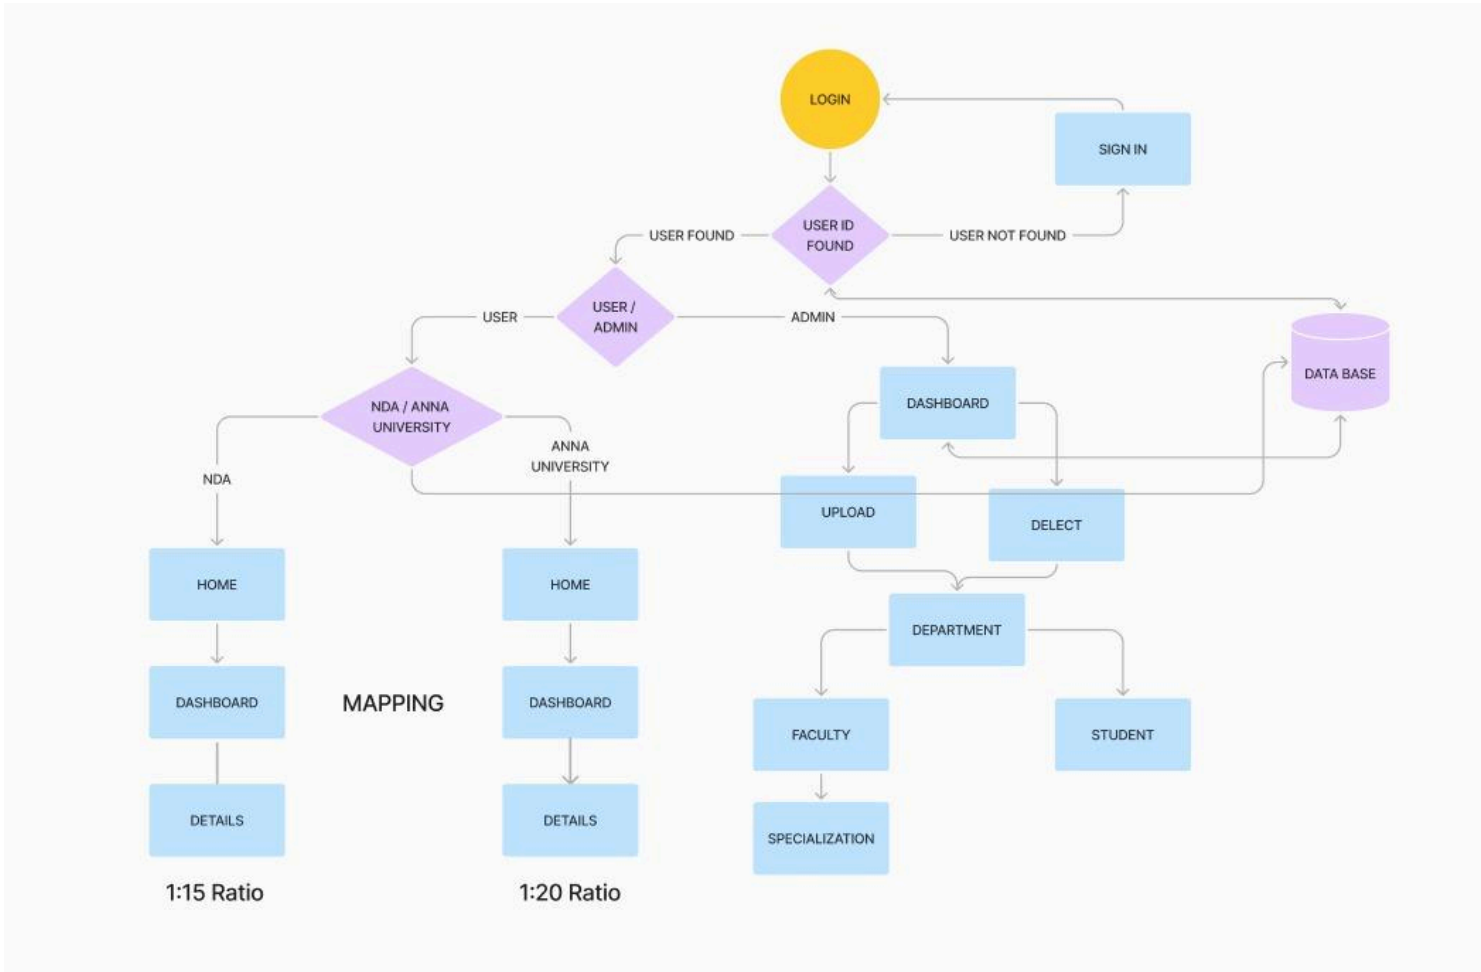 LOGIN
SIGN IN
USER ID
FOUND
USER FOUND
USER NOT FOUND
USER /
ADMIN
USER
ADMIN
DATA BASE
NDA / ANNA
UNIVERSITY
DASHBOARD
ANNA
UNIVERSITY
NDA
UPLOAD
DELECT
HOME
HOME
DEPARTMENT
DASHBOARD
MAPPING
DASHBOARD
FACULTY
STUDENT
DETAILS
DETAILS
SPECIALIZATION
1:15 Ratio
1:20 Ratio